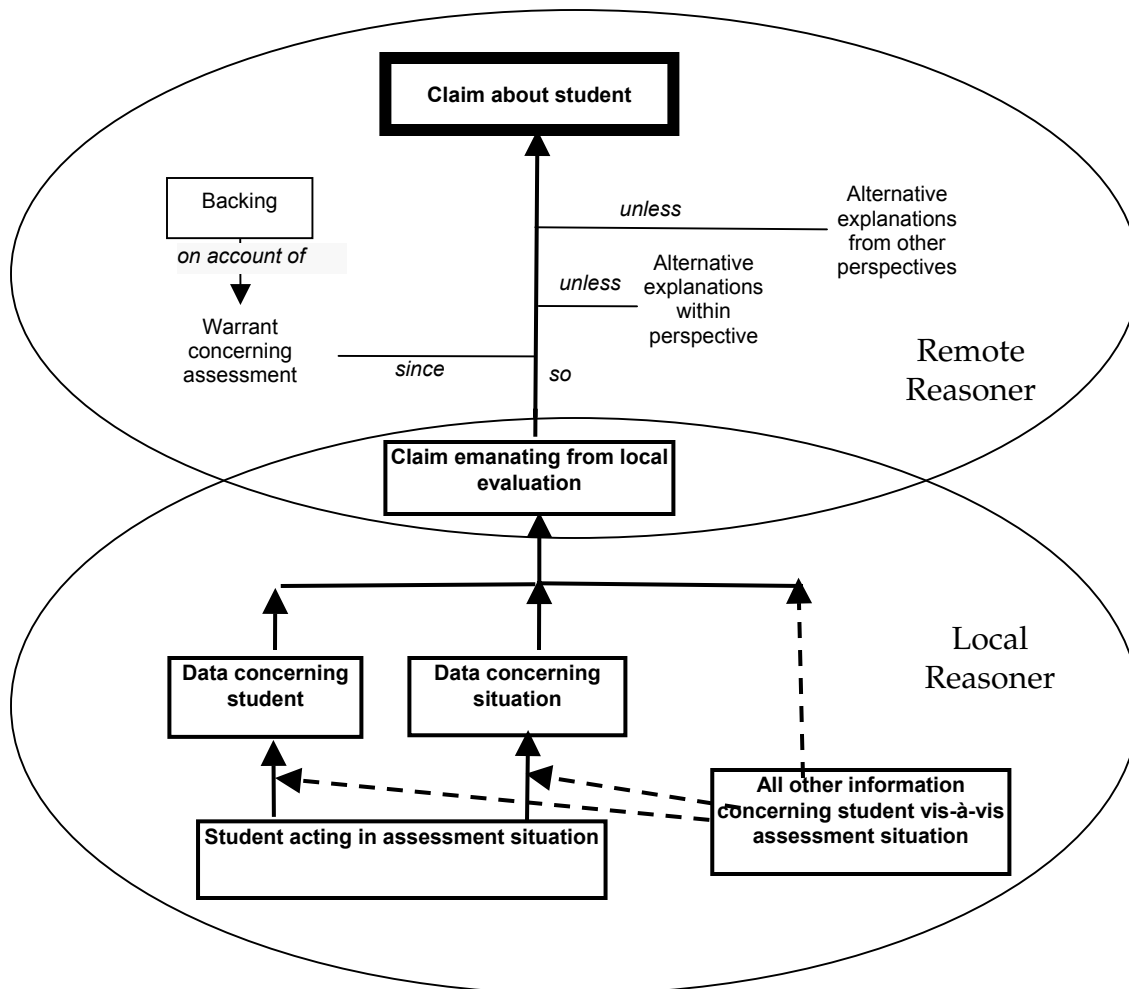 Claim about student
Backing
on account of
Warrant
concerning
assessment
since
so
unless
Alternative
explanations
within
perspective
unless
Alternative
explanations
from other
perspectives
Remote
Reasoner
Claim emanating from local
evaluation
Local
Reasoner
Data concerning
student
Data concerning
situation
All other information
concerning student vis-à-vis
assessment situation
Student acting in assessment situation